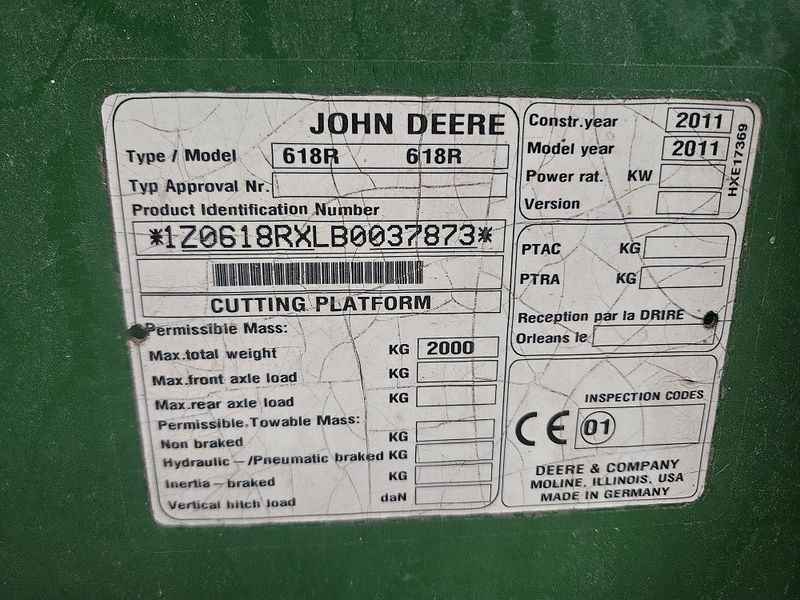 JOHN DEERE
Type / Model 618R 618R
Typ Approval Nr.
Product Identification Number
*1Z0618RXLB0037873*
CUTTING PLATFORM
Permissible Mass:
Max.total weight KG 2000
Max.front axle load KG
Max.rear axle load KG
Permissible.Towable Mass:
Non braked KG
Hydraulic –/Pneumatic braked KG
Inertia – braked KG
Vertical hitch load daN
Constr.year 2011
Model year 2011
Power rat. KW
Version
HXE17369
PTAC KG
PTRA KG
Reception par la DRIRE
Orleans le
INSPECTION CODES
CE 01
DEERE & COMPANY
MOLINE, ILLINOIS, USA
MADE IN GERMANY